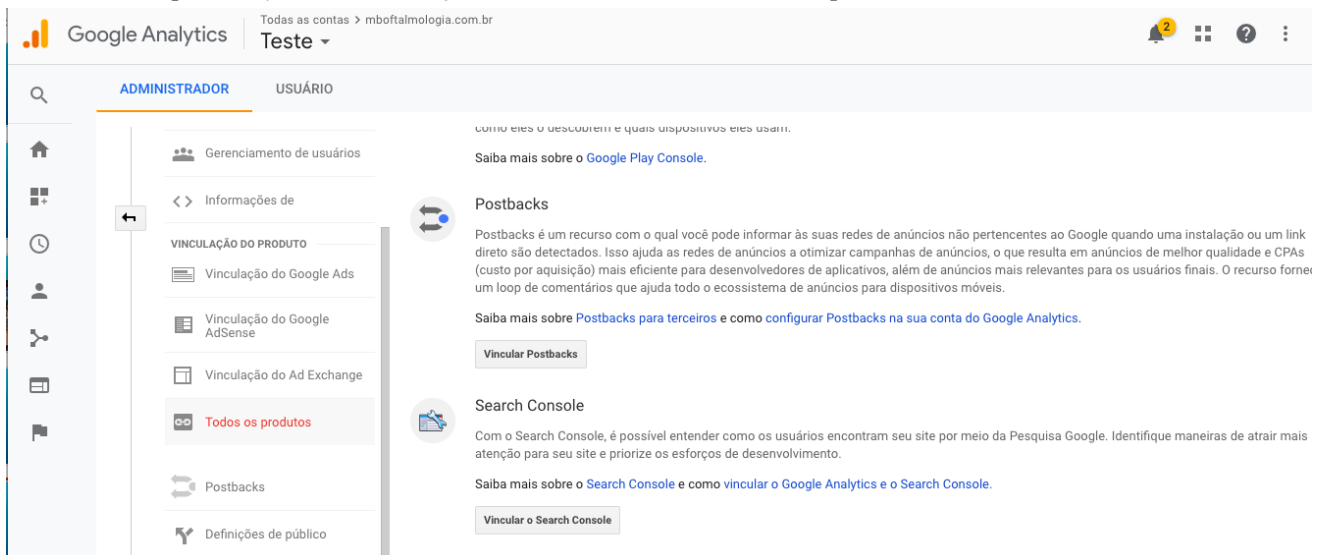 Google Analytics
Todas as contas > mboftalmologia.com.br
Teste
2
ADMINISTRADOR
USUÁRIO
Gerenciamento de usuários
Informações de
VINCULAÇÃO DO PRODUTO
Vinculação do Google Ads
Vinculação do Google
AdSense
Vinculação do Ad Exchange
Todos os produtos
Postbacks
Definições de público
como eles o descobrem e quais dispositivos eles usam.
Saiba mais sobre o Google Play Console.
Postbacks
Postbacks é um recurso com o qual você pode informar às suas redes de anúncios não pertencentes ao Google quando uma instalação ou um link
direto são detectados. Isso ajuda as redes de anúncios a otimizar campanhas de anúncios, o que resulta em anúncios de melhor qualidade e CPAs
(custo por aquisição) mais eficiente para desenvolvedores de aplicativos, além de anúncios mais relevantes para os usuários finais. O recurso fornec
um loop de comentários que ajuda todo o ecossistema de anúncios para dispositivos móveis.
Saiba mais sobre Postbacks para terceiros e como configurar Postbacks na sua conta do Google Analytics.
Vincular Postbacks
Search Console
Com o Search Console, é possível entender como os usuários encontram seu site por meio da Pesquisa Google. Identifique maneiras de atrair mais
atenção para seu site e priorize os esforços de desenvolvimento.
Saiba mais sobre o Search Console e como vincular o Google Analytics e o Search Console.
Vincular o Search Console